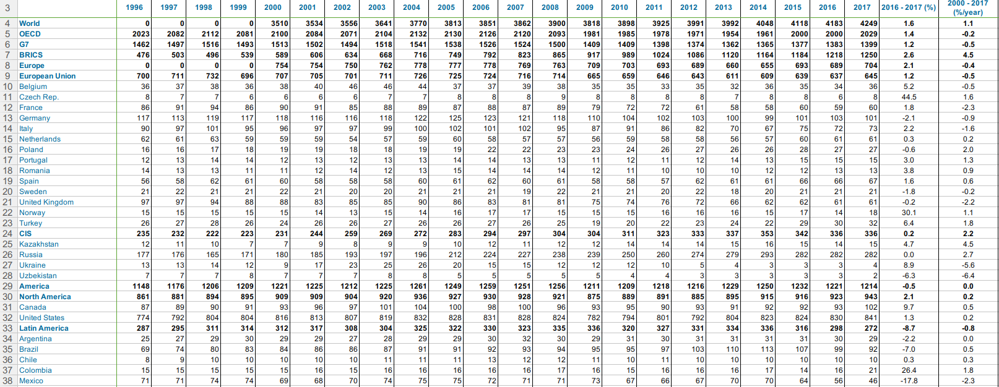 3 1996 1997 1998 1999 2000 2001 2002 2003 2004 2005 2006 2007 2008 2009 2010 2011 2012 2013 2014 2015 2016 2017 2016 - 2017 (%) 2000 - 2017 (%/year)
4 World 0 0 0 0 3510 3534 3556 3641 3770 3813 3851 3862 3900 3818 3898 3925 3991 3992 4048 4118 4183 4249 1.6 1.1
5 OECD 2023 2082 2112 2081 2100 2084 2071 2104 2132 2130 2126 2120 2093 1981 1985 1978 1971 1954 1961 2000 2000 2029 1.4 -0.2
6 G7 1462 1497 1516 1493 1513 1502 1494 1518 1541 1538 1526 1524 1500 1409 1409 1398 1374 1362 1365 1377 1383 1399 1.2 -0.5
7 BRICS 476 503 496 539 589 606 634 668 716 749 792 823 865 917 989 1024 1086 1120 1164 1184 1218 1250 2.6 4.5
8 Europe 0 0 0 0 754 754 750 762 778 777 778 769 763 709 703 693 689 660 655 693 689 704 2.1 -0.4
9 European Union 700 711 732 696 707 705 701 711 726 725 724 716 714 665 659 646 643 611 609 639 637 645 1.2 -0.5
10 Belgium 36 37 38 36 38 40 46 46 44 37 37 39 38 35 35 33 35 32 36 35 34 36 5.2 -0.5
11 Czech Rep. 8 7 7 6 6 6 6 7 7 8 8 8 9 8 8 8 8 7 8 8 6 8 44.5 1.6
12 France 86 91 94 86 90 91 85 88 89 87 88 87 89 79 72 72 61 58 58 60 59 60 1.8 -2.3
13 Germany 117 113 119 117 118 116 116 118 122 125 123 121 118 110 104 102 103 100 99 101 103 101 -2.1 -0.9
14 Italy 90 97 101 95 96 97 97 99 100 102 101 102 95 87 91 86 82 70 67 75 72 73 2.2 -1.6
15 Netherlands 62 61 63 59 59 59 54 57 59 60 58 57 57 56 59 58 58 56 57 60 61 61 0.3 0.2
16 Poland 16 16 17 18 19 19 18 18 19 19 22 22 23 23 24 26 27 26 26 28 27 27 -0.6 2.0
17 Portugal 12 13 14 14 12 13 12 13 13 14 14 13 13 11 12 11 12 14 13 15 15 15 3.0 1.3
18 Romania 14 13 13 11 11 12 14 12 13 15 14 14 14 12 11 10 10 10 12 12 13 13 3.8 0.9
19 Spain 56 58 62 61 60 58 58 58 60 61 62 60 61 58 58 57 62 61 61 66 66 67 1.6 0.6
20 Sweden 21 22 21 21 22 21 20 20 21 21 21 19 22 21 21 20 22 18 20 21 21 21 -1.8 -0.2
21 United Kingdom 97 97 94 88 88 83 85 85 90 86 83 81 81 75 74 76 72 66 62 62 61 61 -0.2 -2.2
22 Norway 15 15 15 15 15 14 13 15 14 16 17 17 15 15 15 16 16 16 15 17 14 18 30.1 1.1
23 Turkey 26 27 28 26 24 26 26 27 26 26 27 26 25 19 20 22 23 24 22 29 30 32 6.4 1.8
24 CIS 235 232 222 223 231 244 259 269 272 283 294 297 304 304 311 323 333 337 353 342 336 336 0.2 2.2
25 Kazakhstan 12 11 10 7 7 9 8 9 9 10 12 11 12 12 14 14 14 15 16 15 14 15 4.7 4.5
26 Russia 177 176 165 171 180 185 193 197 196 212 224 227 238 239 250 260 274 279 293 282 282 282 0.0 2.7
27 Ukraine 13 13 14 12 9 17 23 25 26 20 15 15 12 12 12 10 5 4 3 3 3 4 8.9 -5.6
28 Uzbekistan 7 7 7 8 7 7 7 8 8 5 5 5 5 5 4 4 3 3 3 3 3 2 -6.3 -6.4
29 America 1148 1176 1206 1209 1221 1225 1212 1225 1261 1249 1259 1251 1256 1211 1209 1218 1216 1229 1250 1232 1221 1214 -0.5 0.0
30 North America 861 881 894 895 909 909 904 920 936 927 930 928 921 875 889 891 885 895 915 916 923 943 2.1 0.2
31 Canada 87 89 90 91 93 96 97 101 104 100 98 100 96 93 95 90 93 91 92 92 93 102 9.7 0.5
32 United States 774 792 804 804 816 813 807 819 832 828 831 828 824 782 794 801 792 804 823 824 830 841 1.3 0.2
33 Latin America 287 295 311 314 312 317 308 304 325 322 330 323 335 336 320 327 331 334 336 316 298 272 -8.7 -0.8
34 Argentina 25 27 29 30 29 29 27 28 29 29 30 32 30 29 31 30 31 31 31 31 30 29 -2.2 0.0
35 Brazil 69 74 80 83 84 86 86 87 91 91 92 93 94 95 95 97 103 110 113 107 99 92 -7.0 0.5
36 Chile 8 9 10 10 10 10 10 11 11 11 13 12 12 11 10 11 10 10 10 10 10 10 0.3 0.3
37 Colombia 15 15 15 15 15 16 15 16 16 16 16 16 17 16 15 16 16 16 17 14 16 21 26.4 1.8
38 Mexico 71 71 74 74 69 68 70 74 75 75 72 71 71 73 67 66 67 70 70 64 56 46 -17.8 -2.3